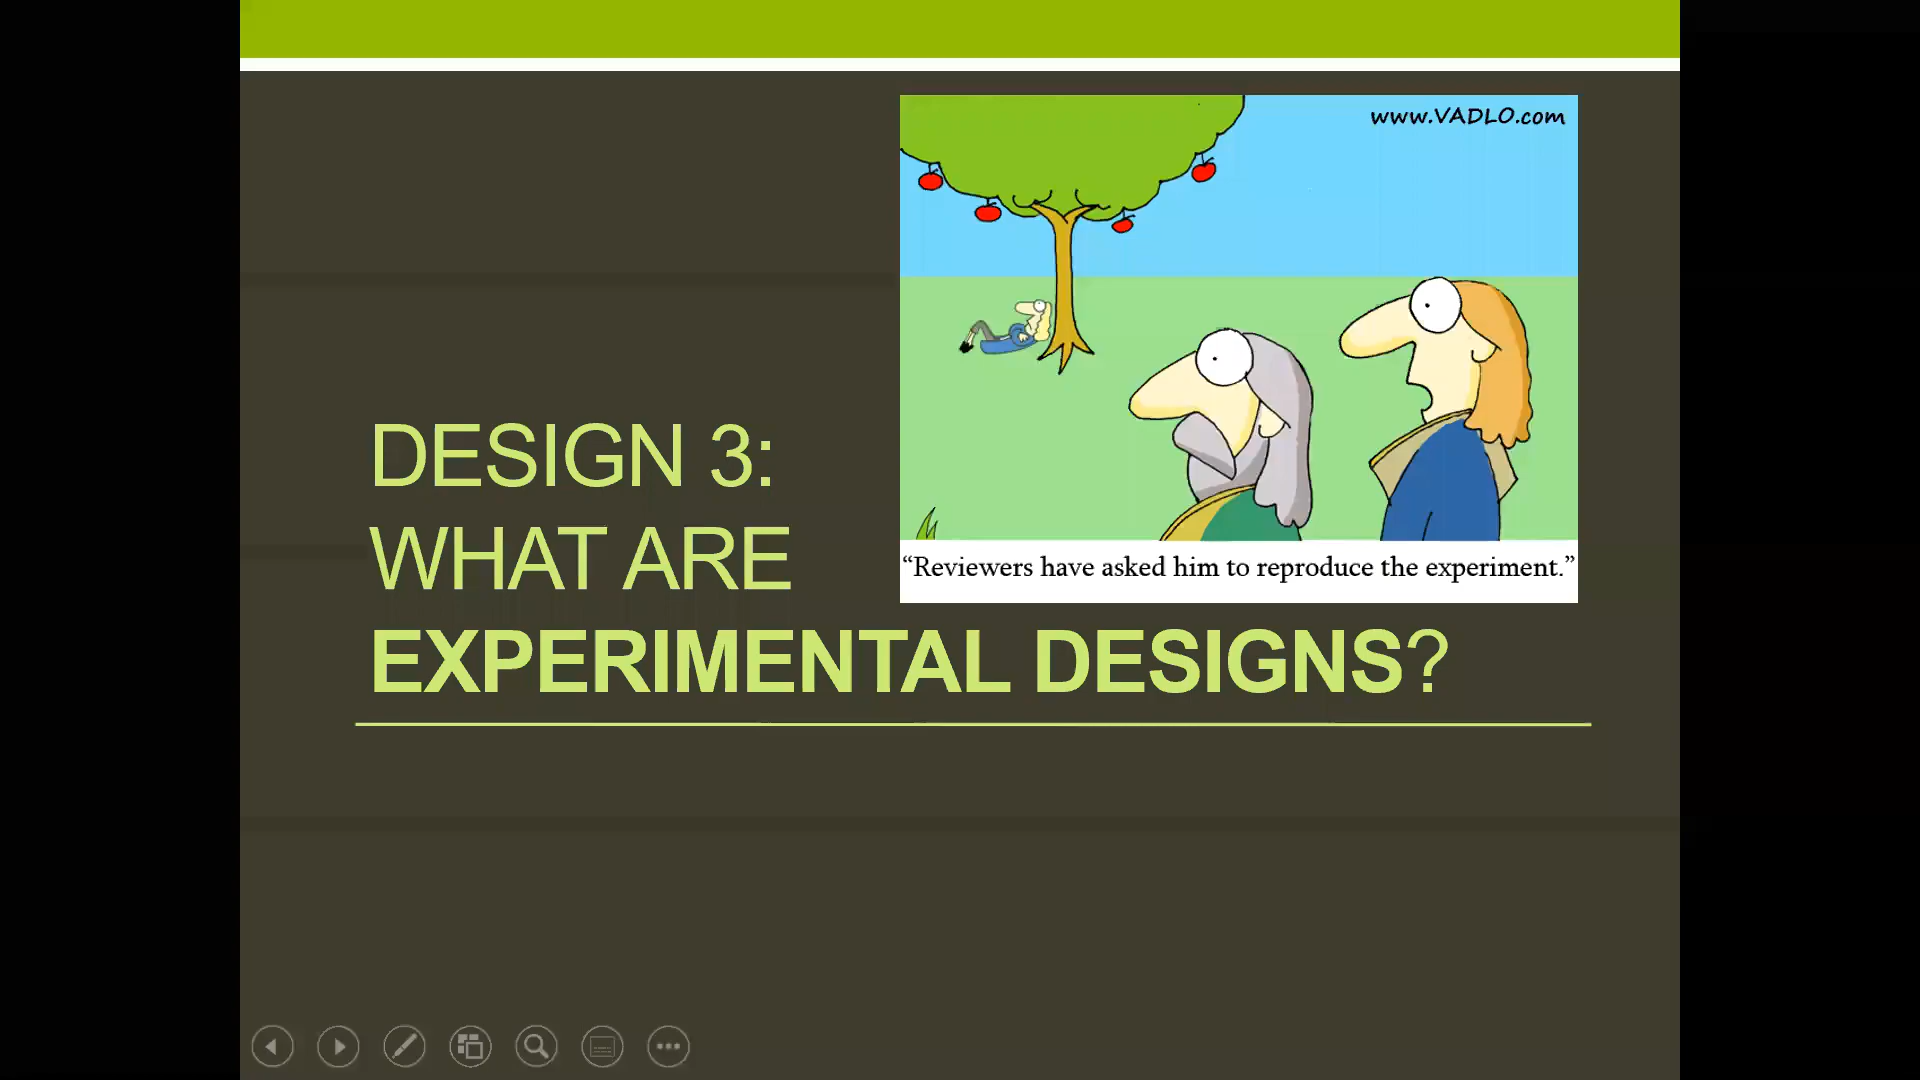 www.VADLO.com
“Reviewers have asked him to reproduce the experiment.”
DESIGN 3:
WHAT ARE
EXPERIMENTAL DESIGNS?